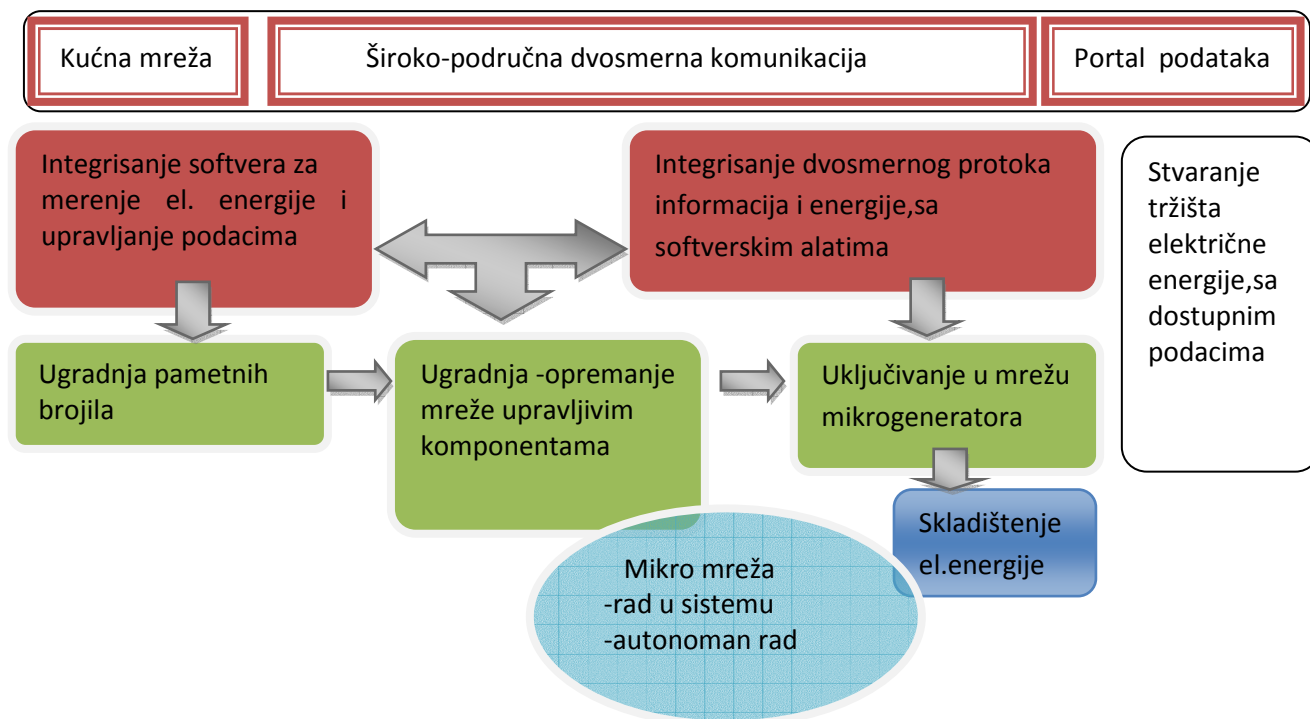 Kućna mreža
Široko-područna dvosmerna komunikacija
Portal podataka
Integrisanje softvera za
merenje el. energije i
upravljanje podacima
Integrisanje dvosmernog protoka
informacija i energije,sa
softverskim alatima
Stvaranje
tržišta
električne
energije,sa
dostupnim
podacima
Ugradnja pametnih
brojila
Ugradnja -opremanje
mreže upravljivim
komponentama
Uključivanje u mrežu
mikrogeneratora
Skladištenje
el.energije
Mikro mreža
-rad u sistemu
-autonoman rad